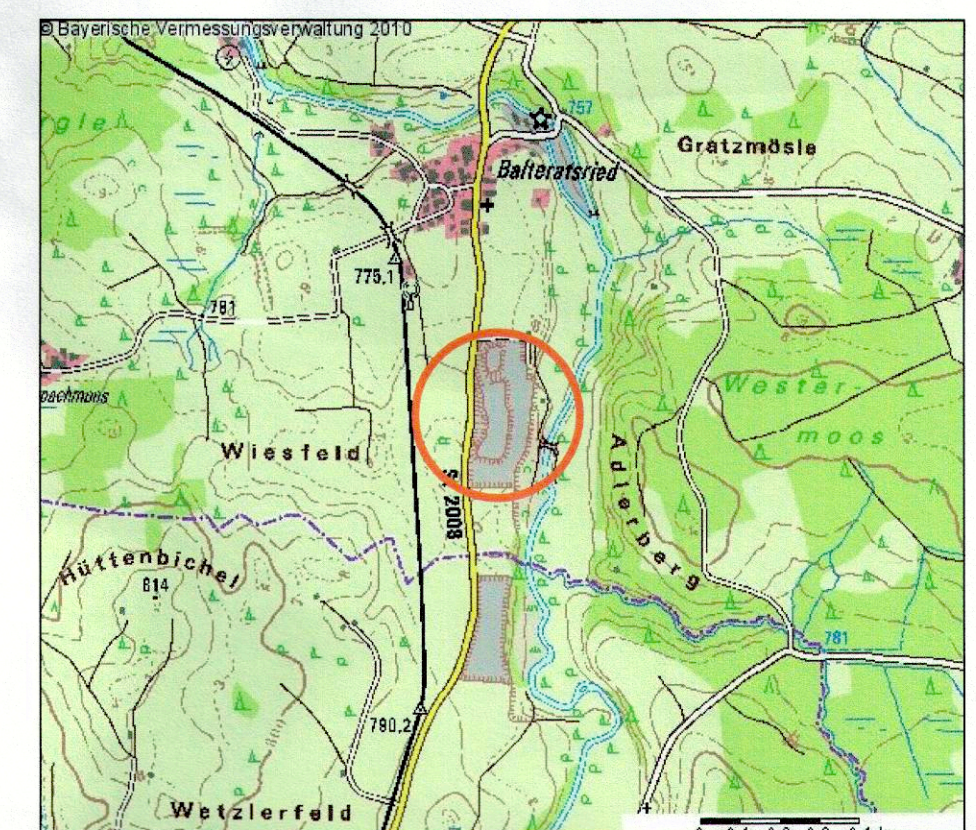 © Bayerische Vermessungsverwaltung 2010
757
Gratzmösle
Balteratsried
775,1
781
Wester-
moos
Wiesfeld
Adlerberg
St 2008
Hüttenbichel
814
781
780,2
Wetzlerfeld